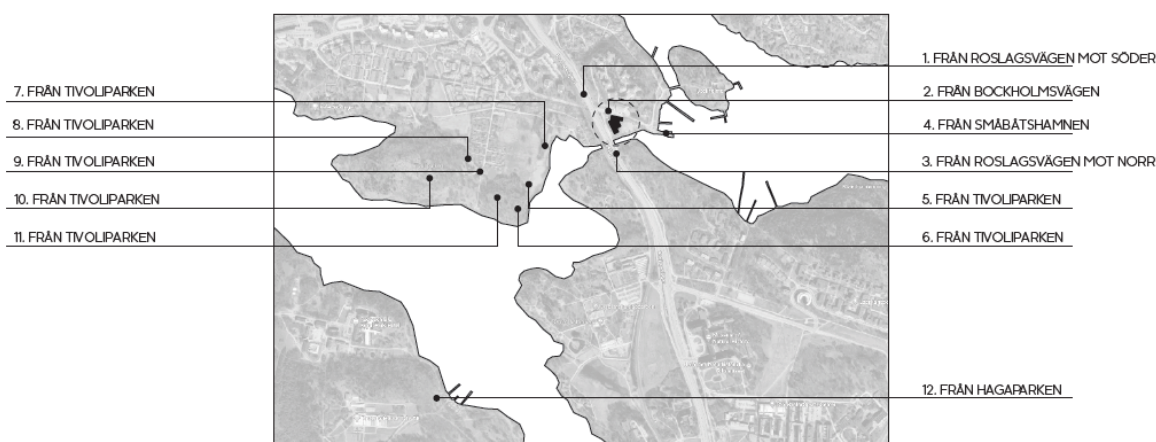 7. FRÅN TIVOLIPARKEN
8. FRÅN TIVOLIPARKEN
9. FRÅN TIVOLIPARKEN
10. FRÅN TIVOLIPARKEN
11. FRÅN TIVOLIPARKEN
1. FRÅN ROSLAGSVÄGEN MOT SÖDER
2. FRÅN BOCKHOLMSVÄGEN
4. FRÅN SMÅBÅTSHAMNEN
3. FRÅN ROSLAGSVÄGEN MOT NORR
5. FRÅN TIVOLIPARKEN
6. FRÅN TIVOLIPARKEN
12. FRÅN HAGAPARKEN